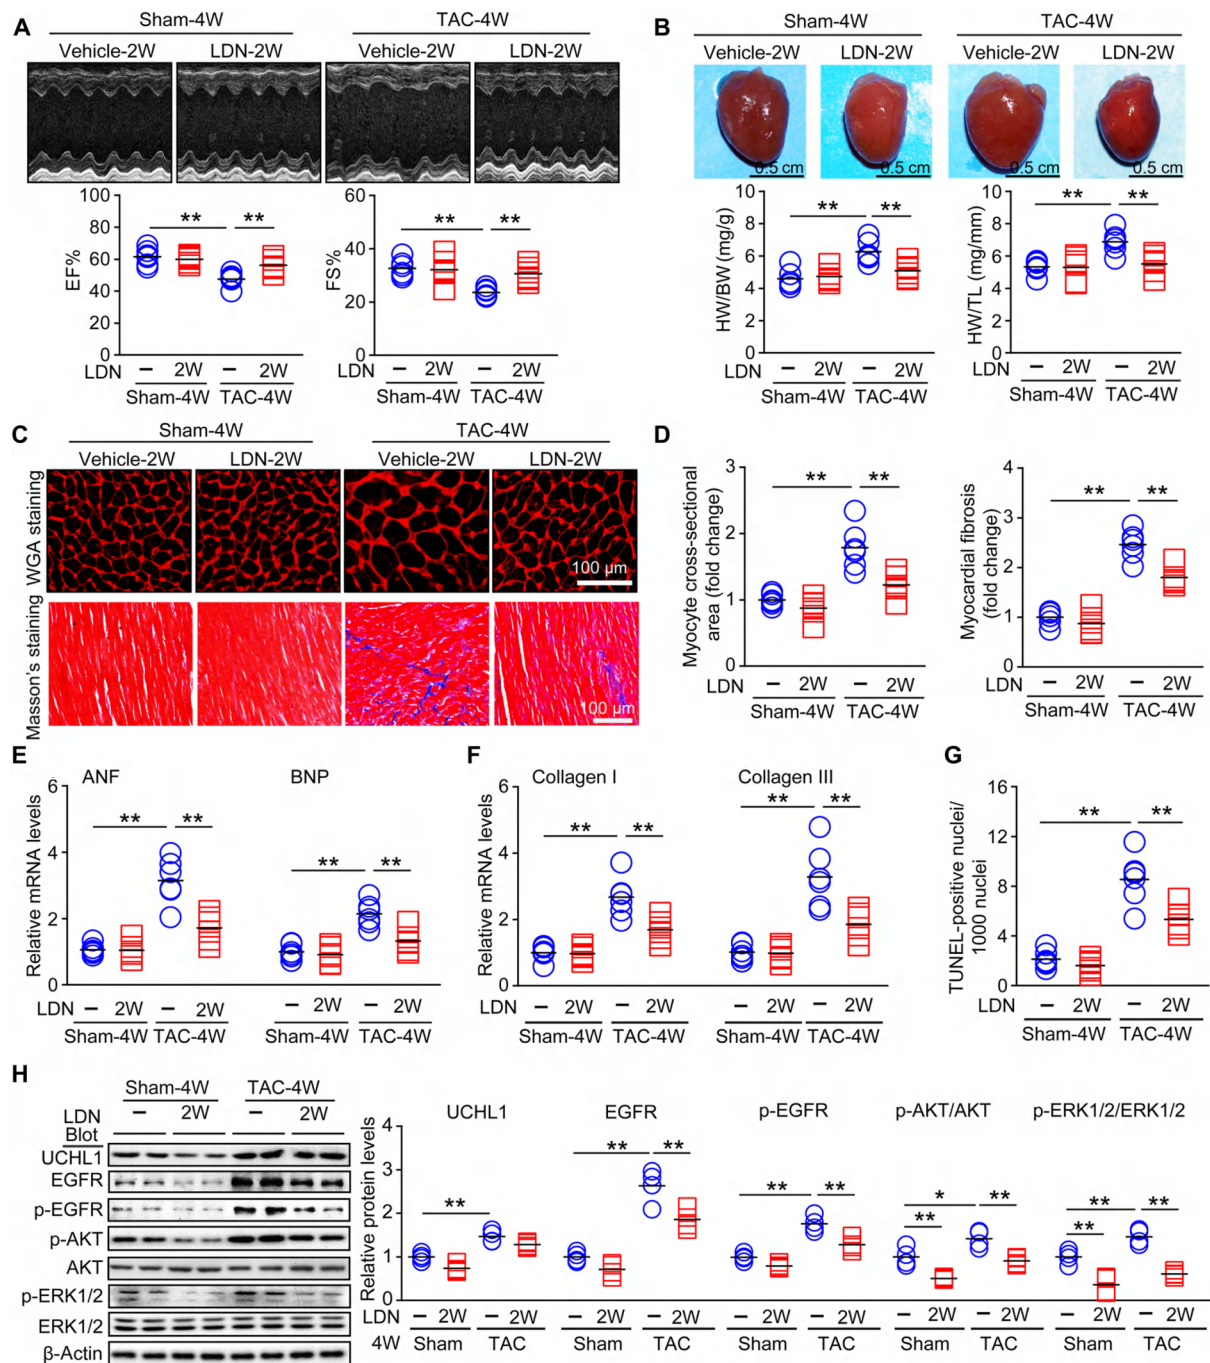 A
Sham-4W
TAC-4W
Vehicle-2W
LDN-2W
Vehicle-2W
LDN-2W
EF%
100
80
60
40
20
0
**
**
LDN
–
2W
–
2W
Sham-4W
TAC-4W
FS%
60
40
20
0
**
**
LDN
–
2W
–
2W
Sham-4W
TAC-4W
B
Sham-4W
TAC-4W
Vehicle-2W
LDN-2W
Vehicle-2W
LDN-2W
0.5 cm
0.5 cm
0.5 cm
0.5 cm
HW/BW (mg/g)
10
8
6
4
2
0
**
**
LDN
–
2W
–
2W
Sham-4W
TAC-4W
HW/TL (mg/mm)
10
8
6
4
2
0
**
**
LDN
–
2W
–
2W
Sham-4W
TAC-4W
C
Sham-4W
TAC-4W
Vehicle-2W
LDN-2W
Vehicle-2W
LDN-2W
WGA staining
100 µm
Masson's staining
100 µm
D
Myocyte cross-sectional
area (fold change)
3
2
1
0
**
**
LDN
–
2W
–
2W
Sham-4W
TAC-4W
Myocardial fibrosis
(fold change)
4
3
2
1
0
**
**
LDN
–
2W
–
2W
Sham-4W
TAC-4W
E
ANF
BNP
Relative mRNA levels
6
4
2
0
**
**
**
**
LDN
–
2W
–
2W
–
2W
–
2W
Sham-4W
TAC-4W
Sham-4W
TAC-4W
F
Collagen I
Collagen III
Relative mRNA levels
6
4
2
0
**
**
**
**
LDN
–
2W
–
2W
–
2W
–
2W
Sham-4W
TAC-4W
Sham-4W
TAC-4W
G
TUNEL-positive nuclei/
1000 nuclei
16
12
8
4
0
**
**
LDN
–
2W
–
2W
Sham-4W
TAC-4W
H
Sham-4W
TAC-4W
LDN
–
2W
–
2W
Blot
UCHL1
EGFR
p-EGFR
p-AKT
AKT
p-ERK1/2
ERK1/2
β-Actin
UCHL1
EGFR
p-EGFR
p-AKT/AKT
p-ERK1/2/ERK1/2
Relative protein levels
4
3
2
1
0
**
**
**
**
**
*
**
**
**
**
**
LDN
–
2W
–
2W
–
2W
–
2W
–
2W
–
2W
–
2W
–
2W
–
2W
–
2W
4W
Sham
TAC
Sham
TAC
Sham
TAC
Sham
TAC
Sham
TAC